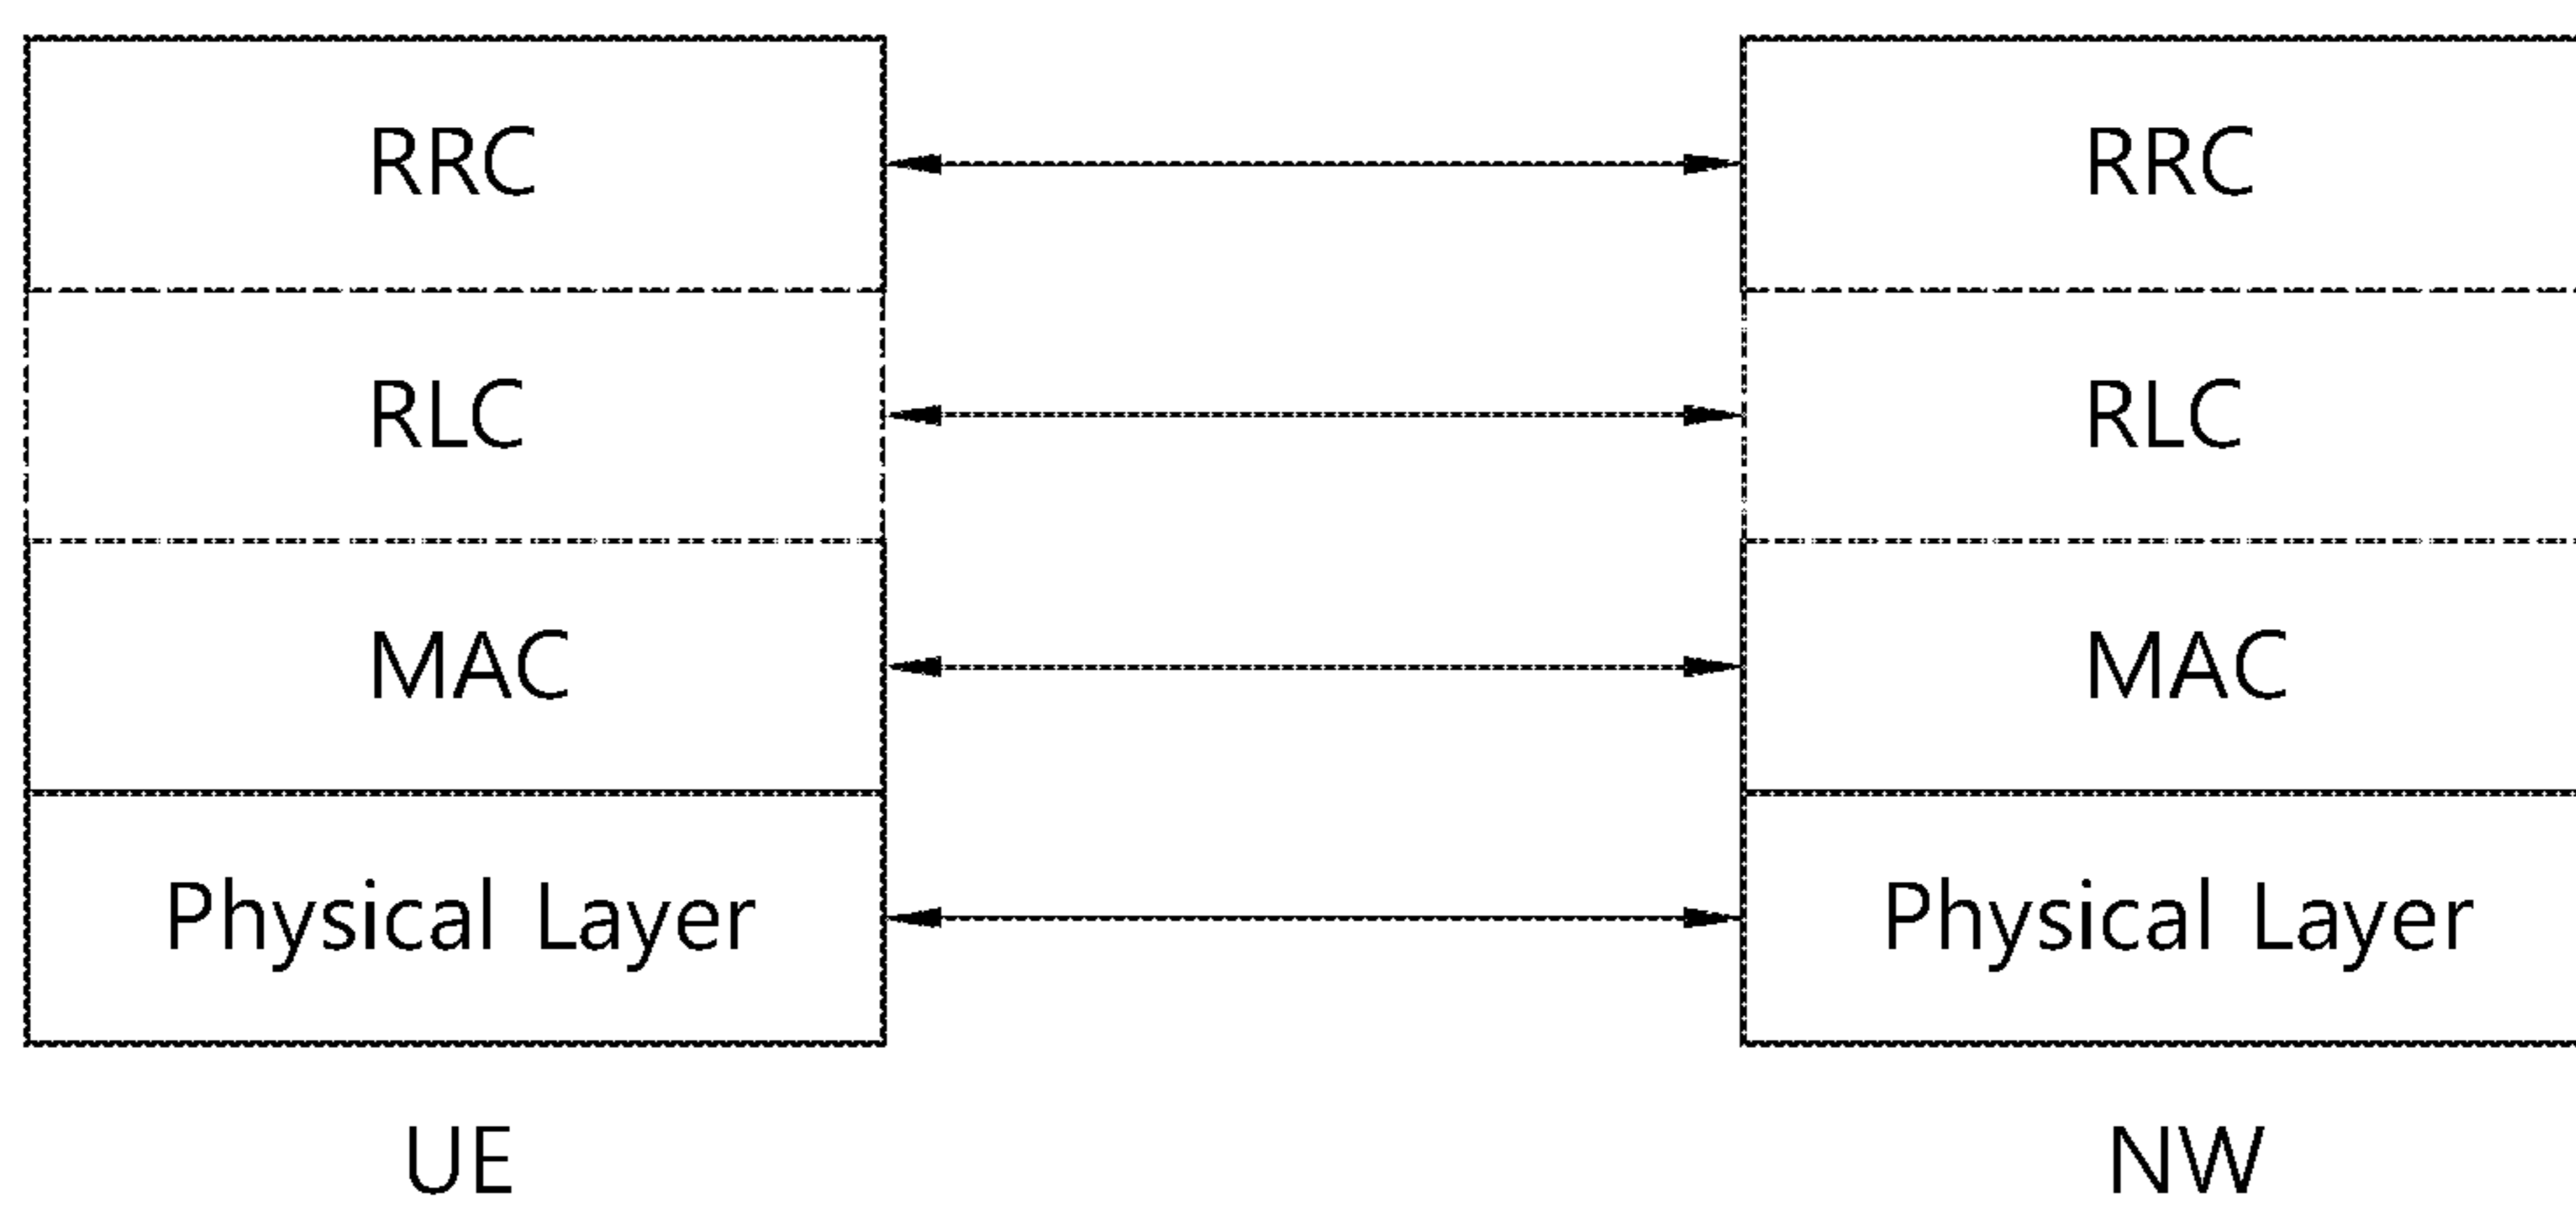 RRC RRC
RLC RLC
MAC MAC
Physical Layer Physical Layer
UE NW